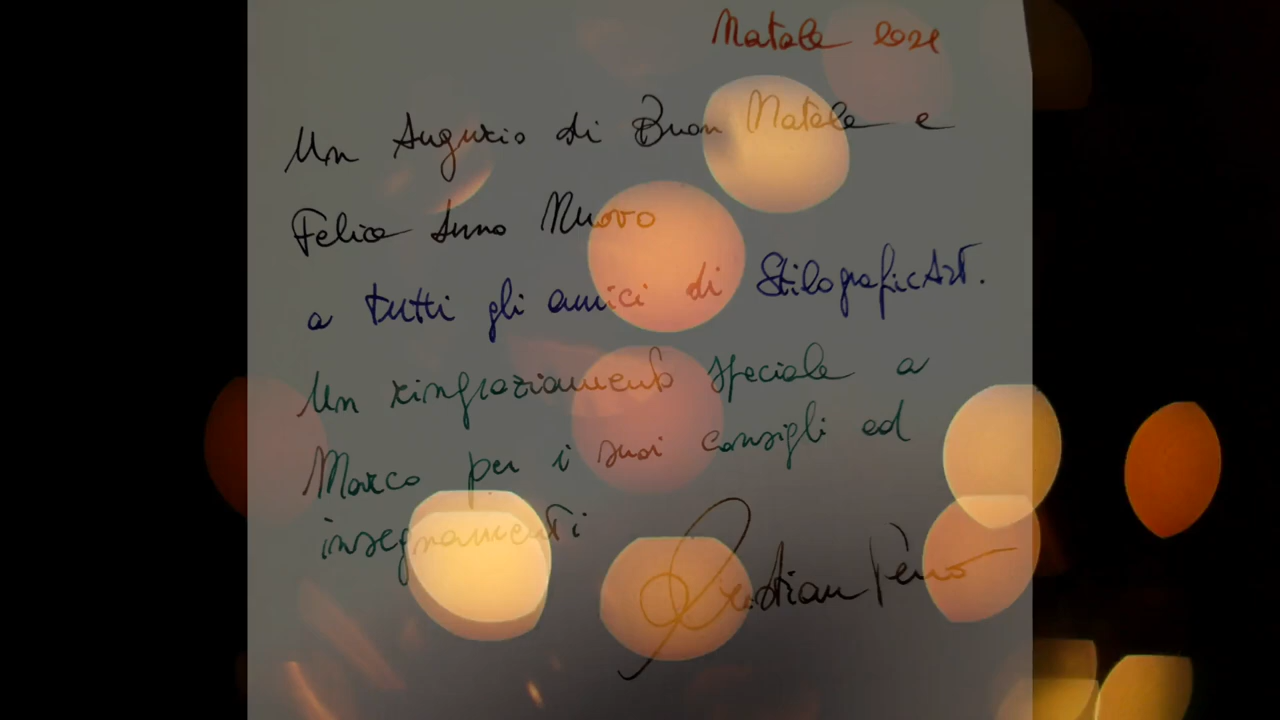 Natale 2021
Un Augurio di Buon Natale e
Felice Anno Nuovo
a tutti gli amici di StilograficArt.
Un ringraziamento speciale a
Marco per i suoi consigli ed
insegnamenti
Cristian